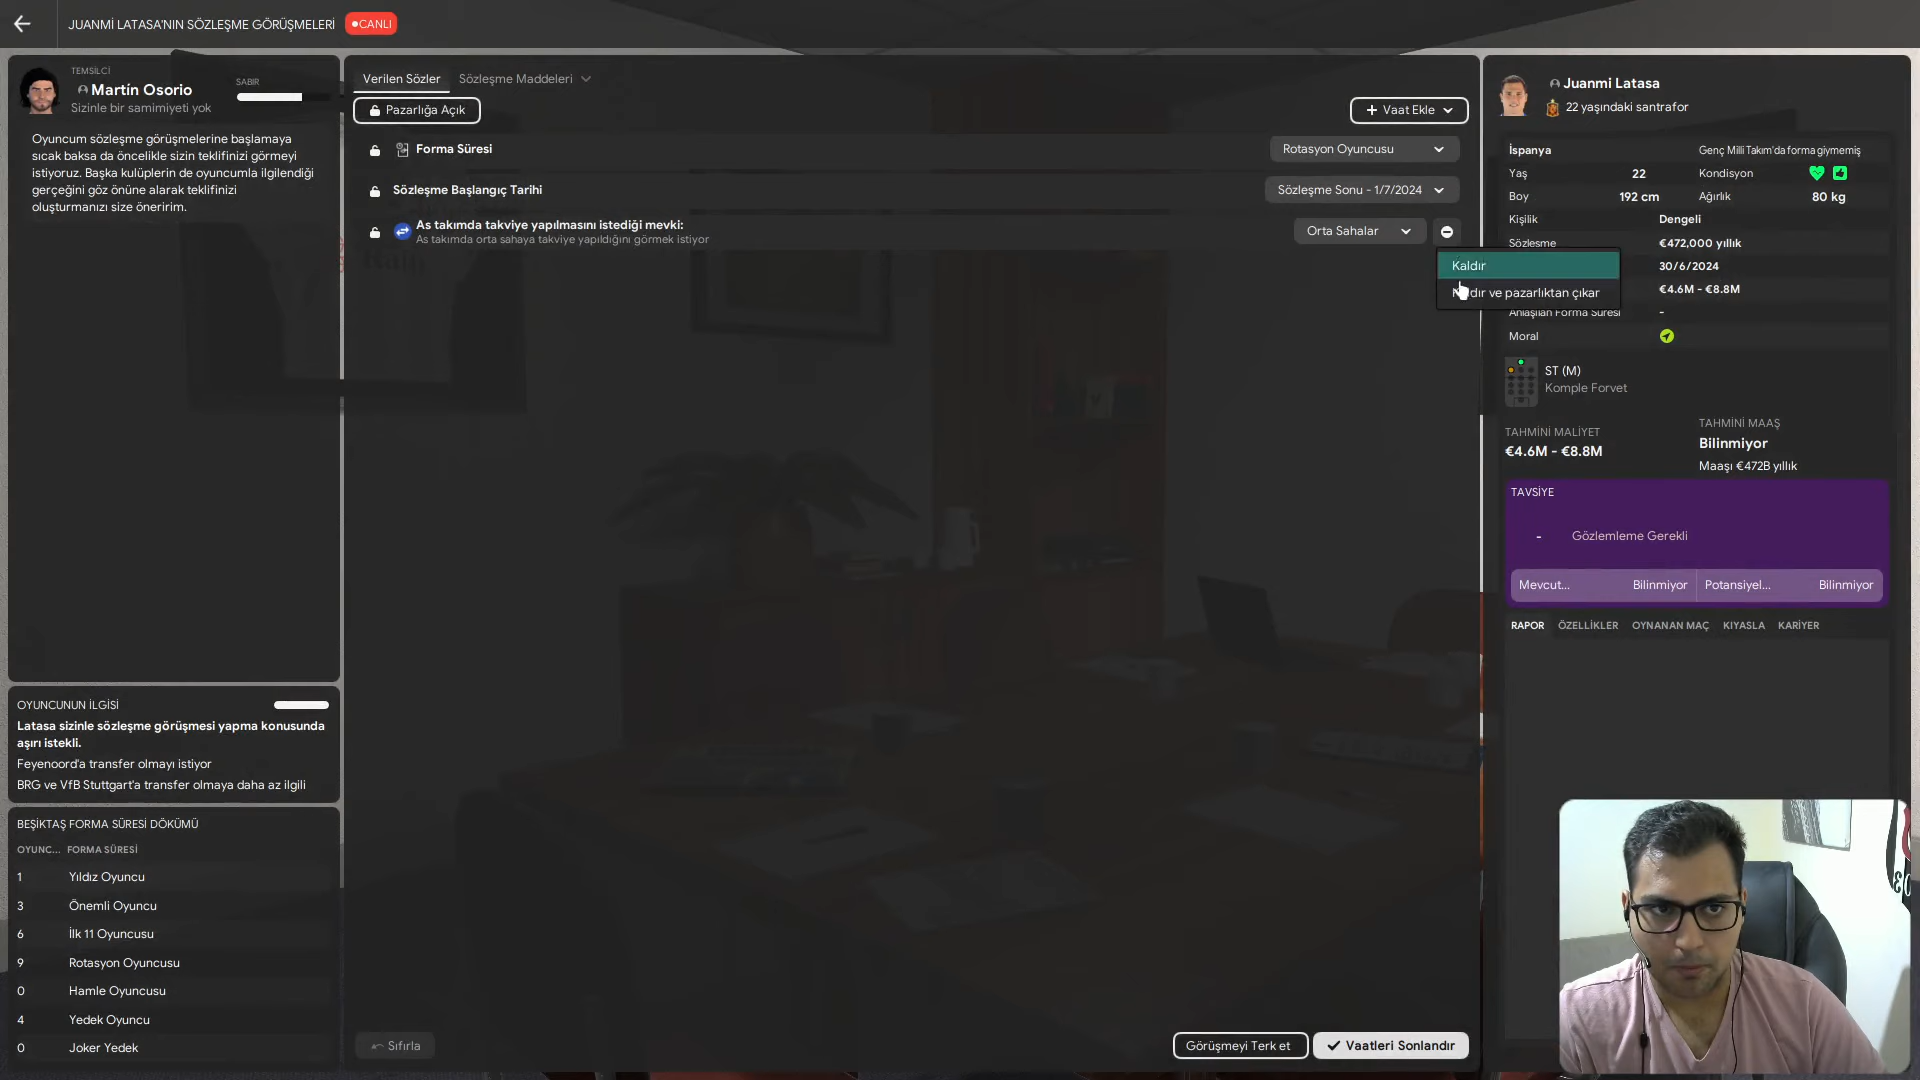 JUANMİ LATASA'NIN SÖZLEŞME GÖRÜŞMELERİ
CANLI
TEMSİLCİ
Martín Osorio
Sizinle bir samimiyeti yok
SABIR
Oyuncum sözleşme görüşmelerine başlamaya
sıcak baksa da öncelikle sizin teklifinizi görmeyi
istiyoruz. Başka kulüplerin de oyuncumla ilgilendiği
gerçeğini göz önüne alarak teklifinizi
oluşturmanızı size öneririm.
OYUNCUNUN İLGİSİ
Latasa sizinle sözleşme görüşmesi yapma konusunda
aşırı istekli.
Feyenoord'a transfer olmayı istiyor
BRG ve VfB Stuttgart'a transfer olmaya daha az ilgili
BEŞİKTAŞ FORMA SÜRESİ DÖKÜMÜ
OYUNC... FORMA SÜRESİ
1 Yıldız Oyuncu
3 Önemli Oyuncu
6 İlk 11 Oyuncusu
9 Rotasyon Oyuncusu
0 Hamle Oyuncusu
4 Yedek Oyuncu
0 Joker Yedek
Verilen Sözler Sözleşme Maddeleri
Pazarlığa Açık
Vaat Ekle
Forma Süresi Rotasyon Oyuncusu
Sözleşme Başlangıç Tarihi Sözleşme Sonu - 1/7/2024
As takımda takviye yapılmasını istediği mevki:
As takımda orta sahaya takviye yapıldığını görmek istiyor
Orta Sahalar
Kaldır
ve pazarlıktan çıkar
Sıfırla
Görüşmeyi Terk et
Vaatleri Sonlandır
Juanmi Latasa
22 yaşındaki santrafor
İspanya Genç Milli Takım'da forma giymemiş
Yaş 22 Kondisyon
Boy 192 cm Ağırlık 80 kg
Kişilik Dengeli
Sözleşme €472,000 yıllık
30/6/2024
€4.6M - €8.8M
Anlaşılan Forma Süresi -
Moral
ST (M)
Komple Forvet
TAHMİNİ MALİYET
€4.6M - €8.8M
TAHMİNİ MAAŞ
Bilinmiyor
Maaşı €472B yıllık
TAVSİYE
- Gözlemleme Gerekli
Mevcut... Bilinmiyor Potansiyel... Bilinmiyor
RAPOR ÖZELLİKLER OYNANAN MAÇ KIYASLA KARİYER